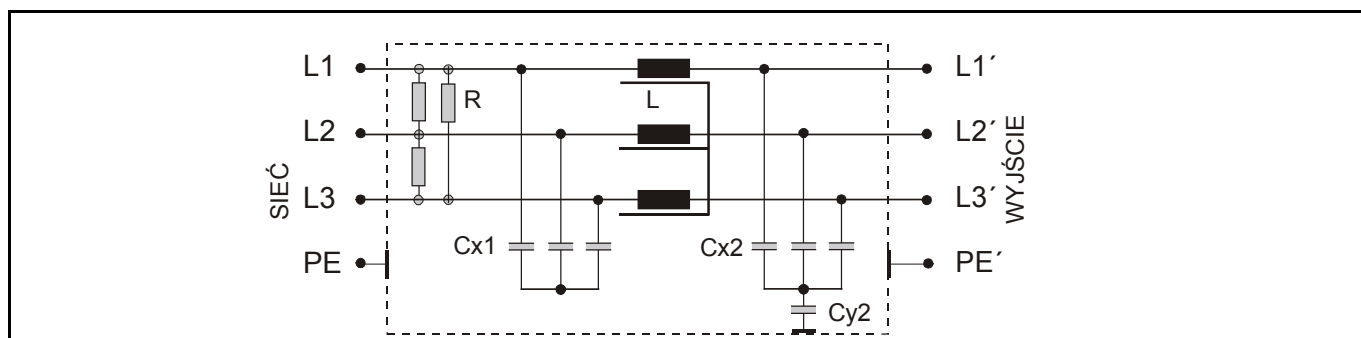 L1
R
L
L1´
L2
L2´
L3
L3´
SIEĆ
WYJŚCIE
Cx1
Cx2
PE
PE´
Cy2